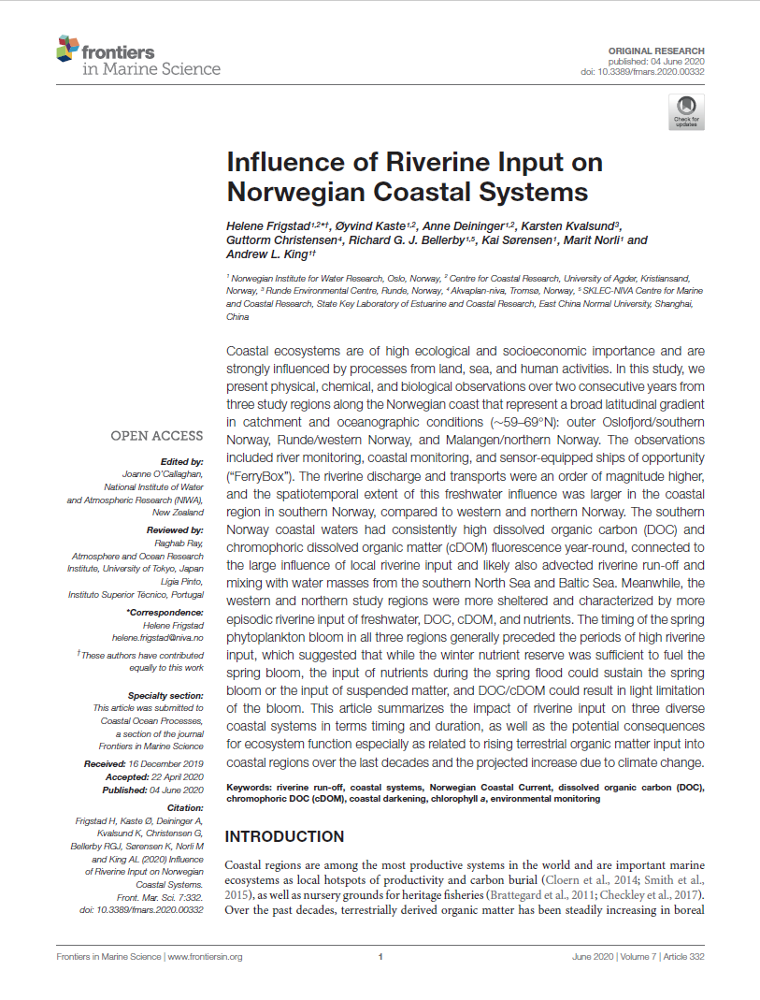 frontiers
in Marine Science
ORIGINAL RESEARCH
published: 04 June 2020
doi: 10.3389/fmars.2020.00332
Check for
updates
Influence of Riverine Input on
Norwegian Coastal Systems
Helene Frigstad1,2*†, Øyvind Kaste1,2, Anne Deininger1,2, Karsten Kvalsund3,
Guttorm Christensen4, Richard G. J. Bellerby1,5, Kai Sørensen1, Marit Norli1 and
Andrew L. King1†
1 Norwegian Institute for Water Research, Oslo, Norway, 2 Centre for Coastal Research, University of Agder, Kristiansand,
Norway, 3 Runde Environmental Centre, Runde, Norway, 4 Akvaplan-niva, Tromsø, Norway, 5 SKLEC-NIVA Centre for Marine
and Coastal Research, State Key Laboratory of Estuarine and Coastal Research, East China Normal University, Shanghai,
China
Coastal ecosystems are of high ecological and socioeconomic importance and are
strongly influenced by processes from land, sea, and human activities. In this study, we
present physical, chemical, and biological observations over two consecutive years from
three study regions along the Norwegian coast that represent a broad latitudinal gradient
in catchment and oceanographic conditions (∼59–69°N): outer Oslofjord/southern
Norway, Runde/western Norway, and Malangen/northern Norway. The observations
included river monitoring, coastal monitoring, and sensor-equipped ships of opportunity
(“FerryBox”). The riverine discharge and transports were an order of magnitude higher,
and the spatiotemporal extent of this freshwater influence was larger in the coastal
region in southern Norway, compared to western and northern Norway. The southern
Norway coastal waters had consistently high dissolved organic carbon (DOC) and
chromophoric dissolved organic matter (cDOM) fluorescence year-round, connected to
the large influence of local riverine input and likely also advected riverine run-off and
mixing with water masses from the southern North Sea and Baltic Sea. Meanwhile, the
western and northern study regions were more sheltered and characterized by more
episodic riverine input of freshwater, DOC, cDOM, and nutrients. The timing of the spring
phytoplankton bloom in all three regions generally preceded the periods of high riverine
input, which suggested that while the winter nutrient reserve was sufficient to fuel the
spring bloom, the input of nutrients during the spring flood could sustain the spring
bloom or the input of suspended matter, and DOC/cDOM could result in light limitation
of the bloom. This article summarizes the impact of riverine input on three diverse
coastal systems in terms timing and duration, as well as the potential consequences
for ecosystem function especially as related to rising terrestrial organic matter input into
coastal regions over the last decades and the projected increase due to climate change.
Keywords: riverine run-off, coastal systems, Norwegian Coastal Current, dissolved organic carbon (DOC),
chromophoric DOC (cDOM), coastal darkening, chlorophyll a, environmental monitoring
OPEN ACCESS
Edited by:
Joanne O’Callaghan,
National Institute of Water
and Atmospheric Research (NIWA),
New Zealand
Reviewed by:
Raghab Ray,
Atmosphere and Ocean Research
Institute, University of Tokyo, Japan
Ligia Pinto,
Instituto Superior Técnico, Portugal
*Correspondence:
Helene Frigstad
helene.frigstad@niva.no
†These authors have contributed
equally to this work
Specialty section:
This article was submitted to
Coastal Ocean Processes,
a section of the journal
Frontiers in Marine Science
Received: 16 December 2019
Accepted: 22 April 2020
Published: 04 June 2020
Citation:
Frigstad H, Kaste Ø, Deininger A,
Kvalsund K, Christensen G,
Bellerby RGJ, Sørensen K, Norli M
and King AL (2020) Influence
of Riverine Input on Norwegian
Coastal Systems.
Front. Mar. Sci. 7:332.
doi: 10.3389/fmars.2020.00332
INTRODUCTION
Coastal regions are among the most productive systems in the world and are important marine
ecosystems as local hotspots of productivity and carbon burial (Cloern et al., 2014; Smith et al.,
2015), as well as nursery grounds for heritage fisheries (Brattegard et al., 2011; Checkley et al., 2017).
Over the past decades, terrestrially derived organic matter has been steadily increasing in boreal
Frontiers in Marine Science | www.frontiersin.org
1
June 2020 | Volume 7 | Article 332